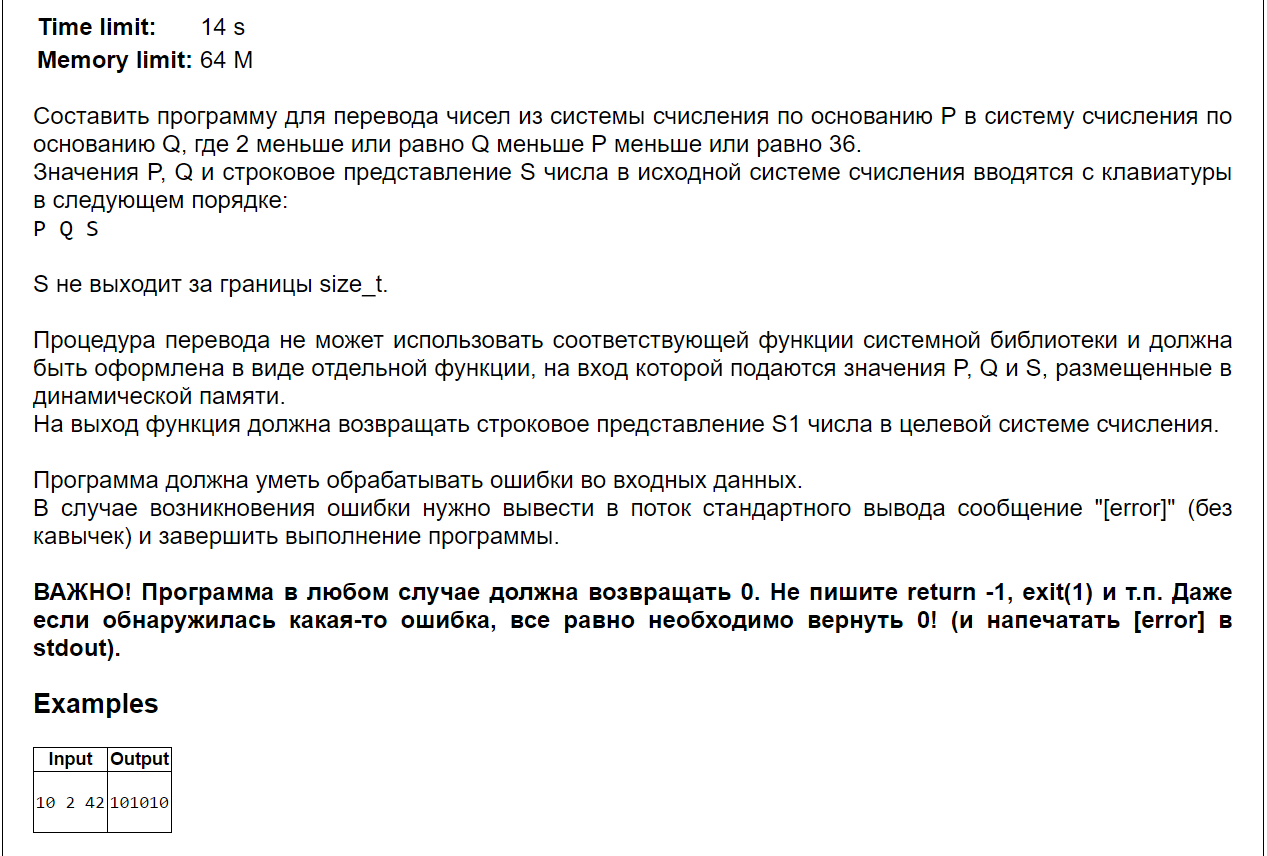 Time limit: 14 s
Memory limit: 64 M
Составить программу для перевода чисел из системы счисления по основанию P в систему счисления по
основанию Q, где 2 меньше или равно Q меньше P меньше или равно 36.
Значения P, Q и строковое представление S числа в исходной системе счисления вводятся с клавиатуры
в следующем порядке:
P Q S
S не выходит за границы size_t.
Процедура перевода не может использовать соответствующей функции системной библиотеки и должна
быть оформлена в виде отдельной функции, на вход которой подаются значения P, Q и S, размещенные в
динамической памяти.
На выход функция должна возвращать строковое представление S1 числа в целевой системе счисления.
Программа должна уметь обрабатывать ошибки во входных данных.
В случае возникновения ошибки нужно вывести в поток стандартного вывода сообщение "[error]" (без
кавычек) и завершить выполнение программы.
ВАЖНО! Программа в любом случае должна возвращать 0. Не пишите return -1, exit(1) и т.п. Даже
если обнаружилась какая-то ошибка, все равно необходимо вернуть 0! (и напечатать [error] в
stdout).
Examples
Input Output
10 2 42 101010